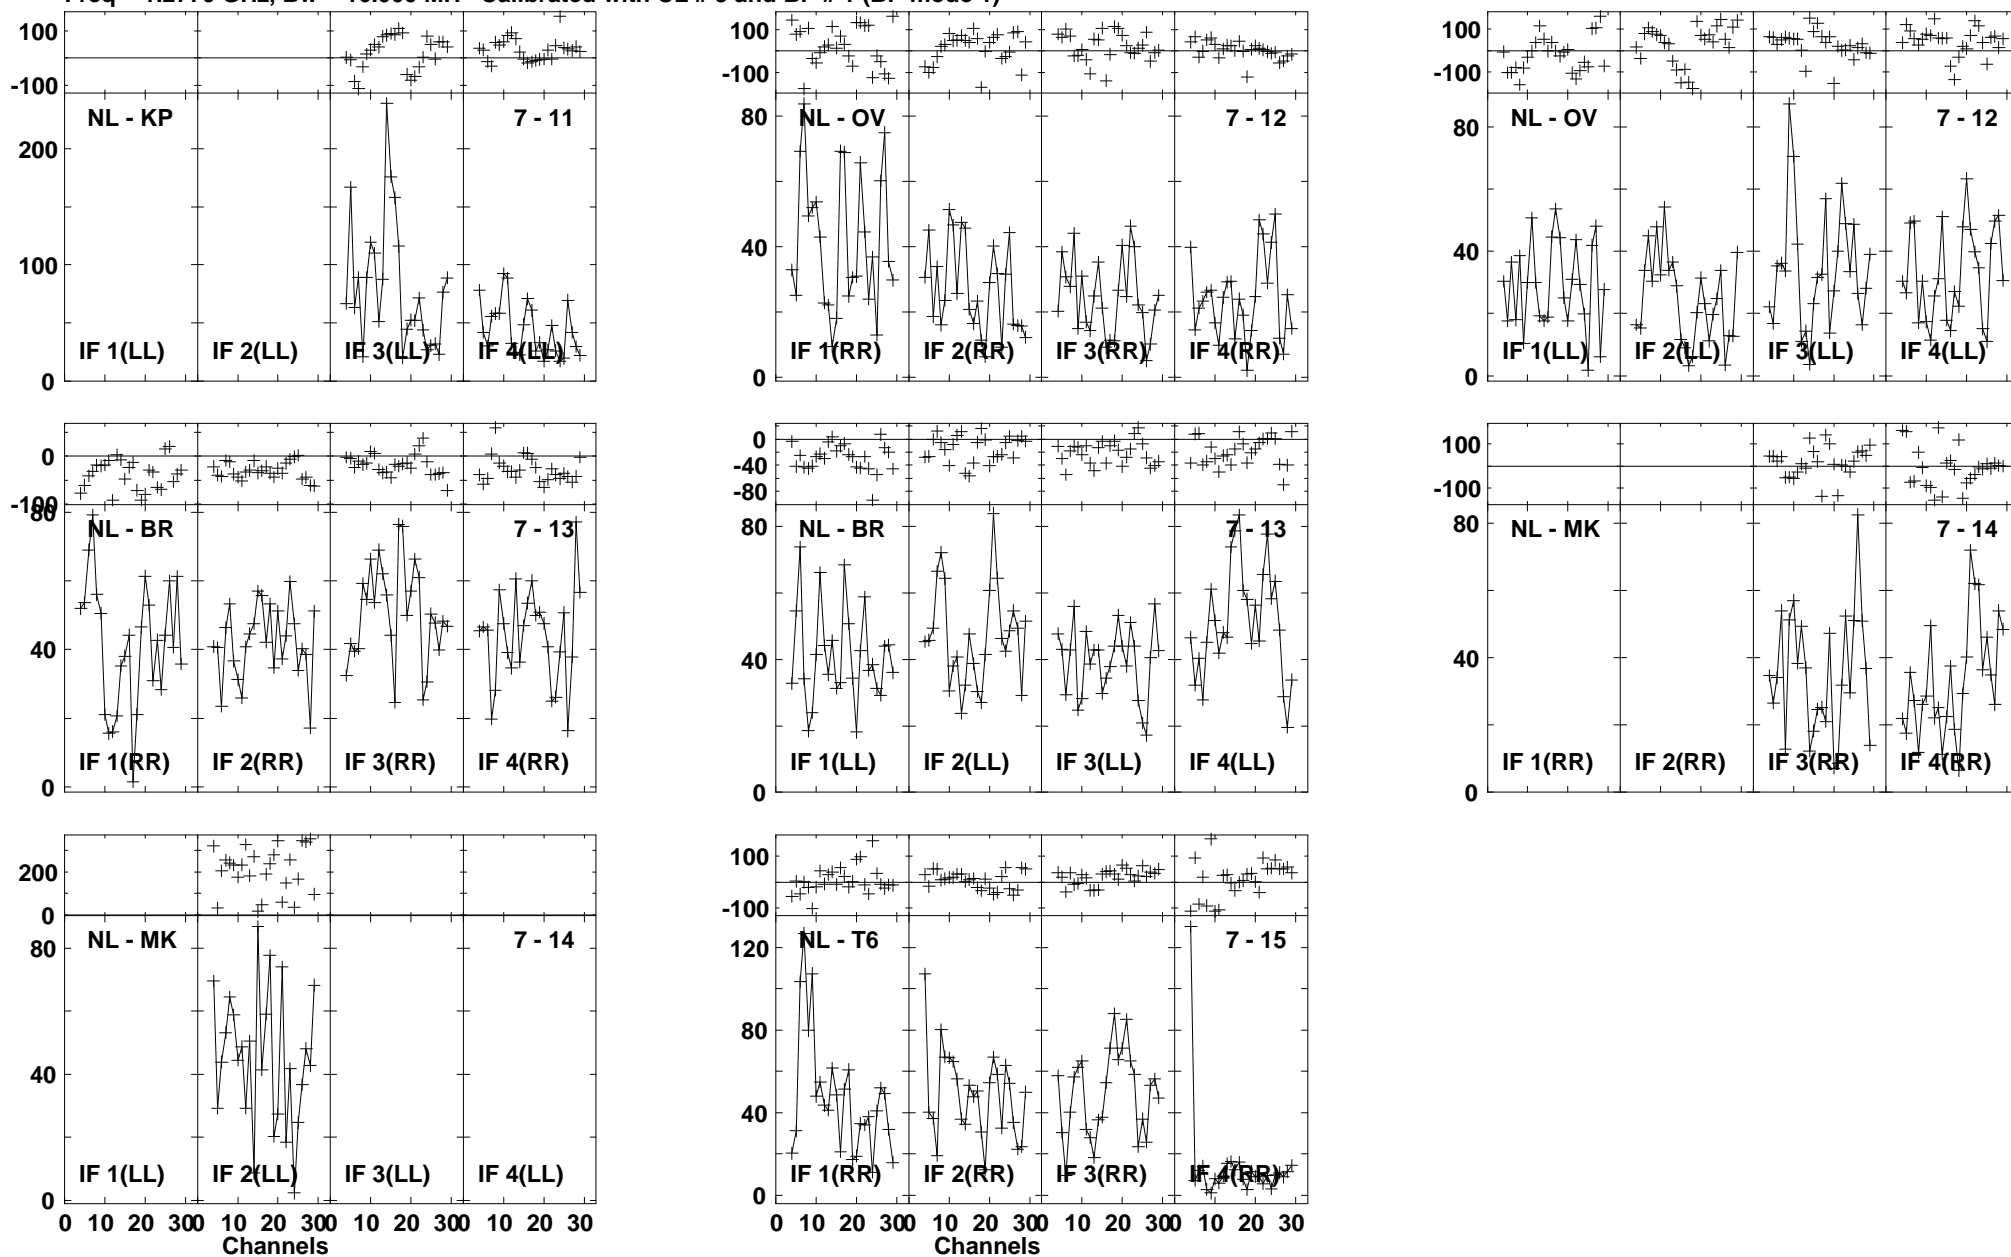 100
-100
NL - KP 7 - 11
200
100
0
IF 1(LL) IF 2(LL) IF 3(LL) IF 4(LL)
100
-100
NL - OV 7 - 12
80
40
0
IF 1(RR) IF 2(RR) IF 3(RR) IF 4(RR)
100
-100
NL - OV 7 - 12
80
40
0
IF 1(LL) IF 2(LL) IF 3(LL) IF 4(LL)
0
-100
NL - BR 7 - 13
80
40
0
IF 1(RR) IF 2(RR) IF 3(RR) IF 4(RR)
0
-40
-80
NL - BR 7 - 13
80
40
0
IF 1(LL) IF 2(LL) IF 3(LL) IF 4(LL)
100
-100
NL - MK 7 - 14
80
40
0
IF 1(RR) IF 2(RR) IF 3(RR) IF 4(RR)
200
0
NL - MK 7 - 14
80
40
0
IF 1(LL) IF 2(LL) IF 3(LL) IF 4(LL)
0 10 20 30 0 10 20 30 0 10 20 30 0 10 20 30
Channels
100
-100
NL - T6 7 - 15
120
80
40
0
IF 1(RR) IF 2(RR) IF 3(RR) IF 4(RR)
0 10 20 30 0 10 20 30 0 10 20 30 0 10 20 30
Channels